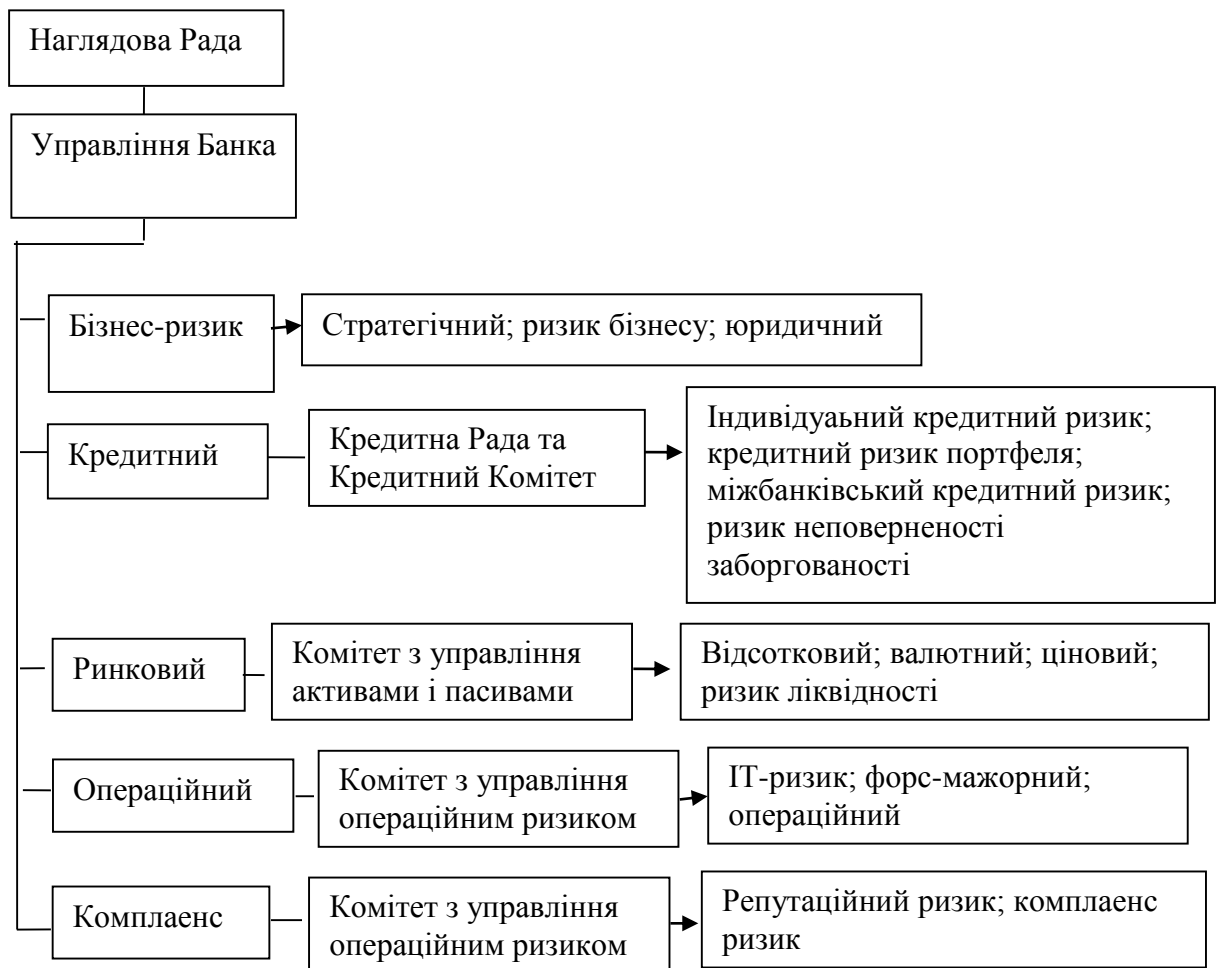 Наглядова Рада
Управління Банка
Бізнес-ризик
Стратегічний; ризик бізнесу; юридичний
Кредитний
Кредитна Рада та
Кредитний Комітет
Індивідуаьний кредитний ризик;
кредитний ризик портфеля;
міжбанківський кредитний ризик;
ризик неповерненості
заборгованості
Ринковий
Комітет з управління
активами і пасивами
Відсотковий; валютний; ціновий;
ризик ліквідності
Операційний
Комітет з управління
операційним ризиком
ІТ-ризик; форс-мажорний;
операційний
Комплаенс
Комітет з управління
операційним ризиком
Репутаційний ризик; комплаенс
ризик